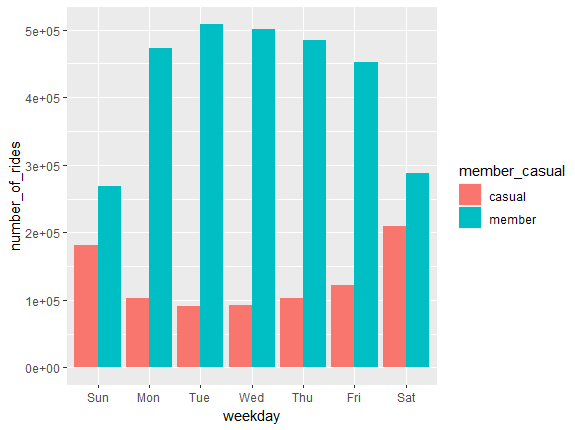 5e+05
4e+05
3e+05
2e+05
1e+05
0e+00
number_of_rides
Sun Mon Tue Wed Thu Fri Sat
weekday
member_casual
casual
member